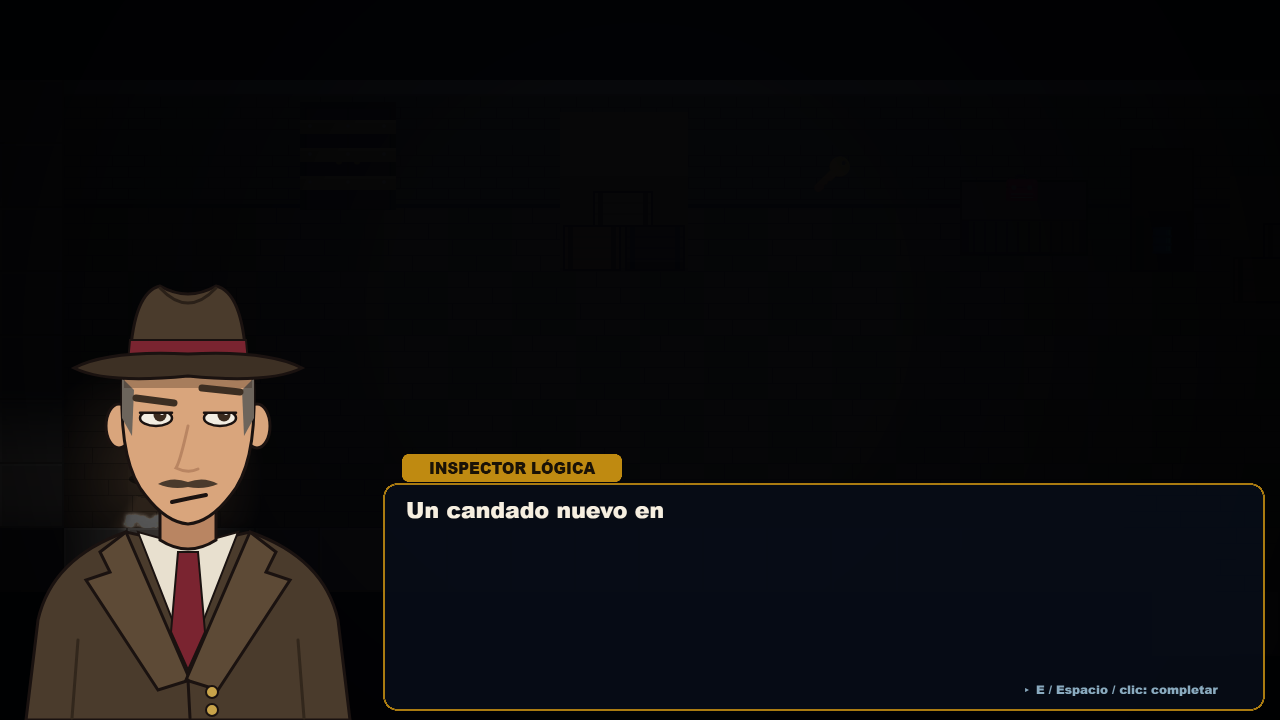 INSPECTOR LÓGICA
Un candado nuevo en
‣ E / Espacio / clic: completar